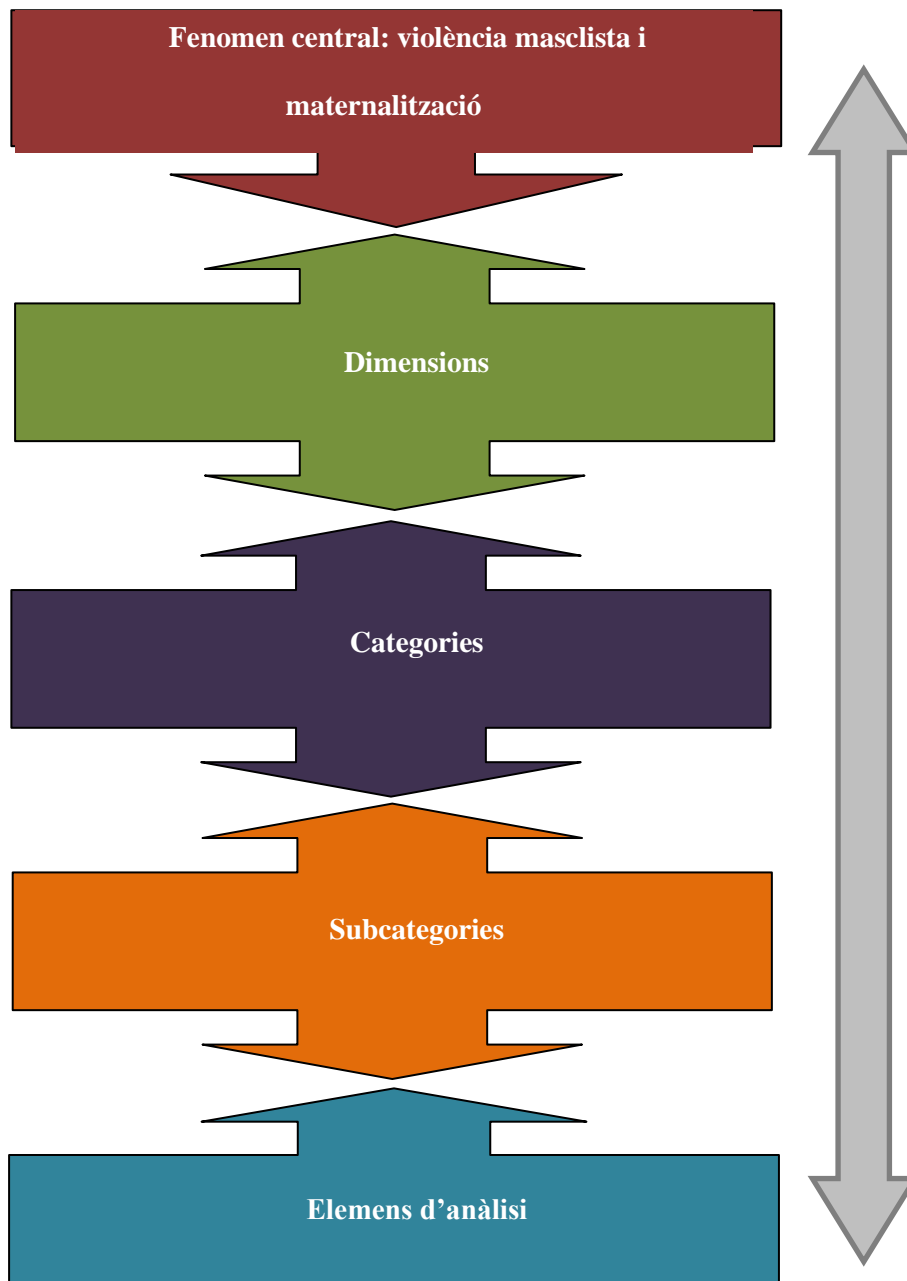 Fenomen central: violència masclista i
maternalització
Dimensions
Categories
Subcategories
Elemens d’anàlisi